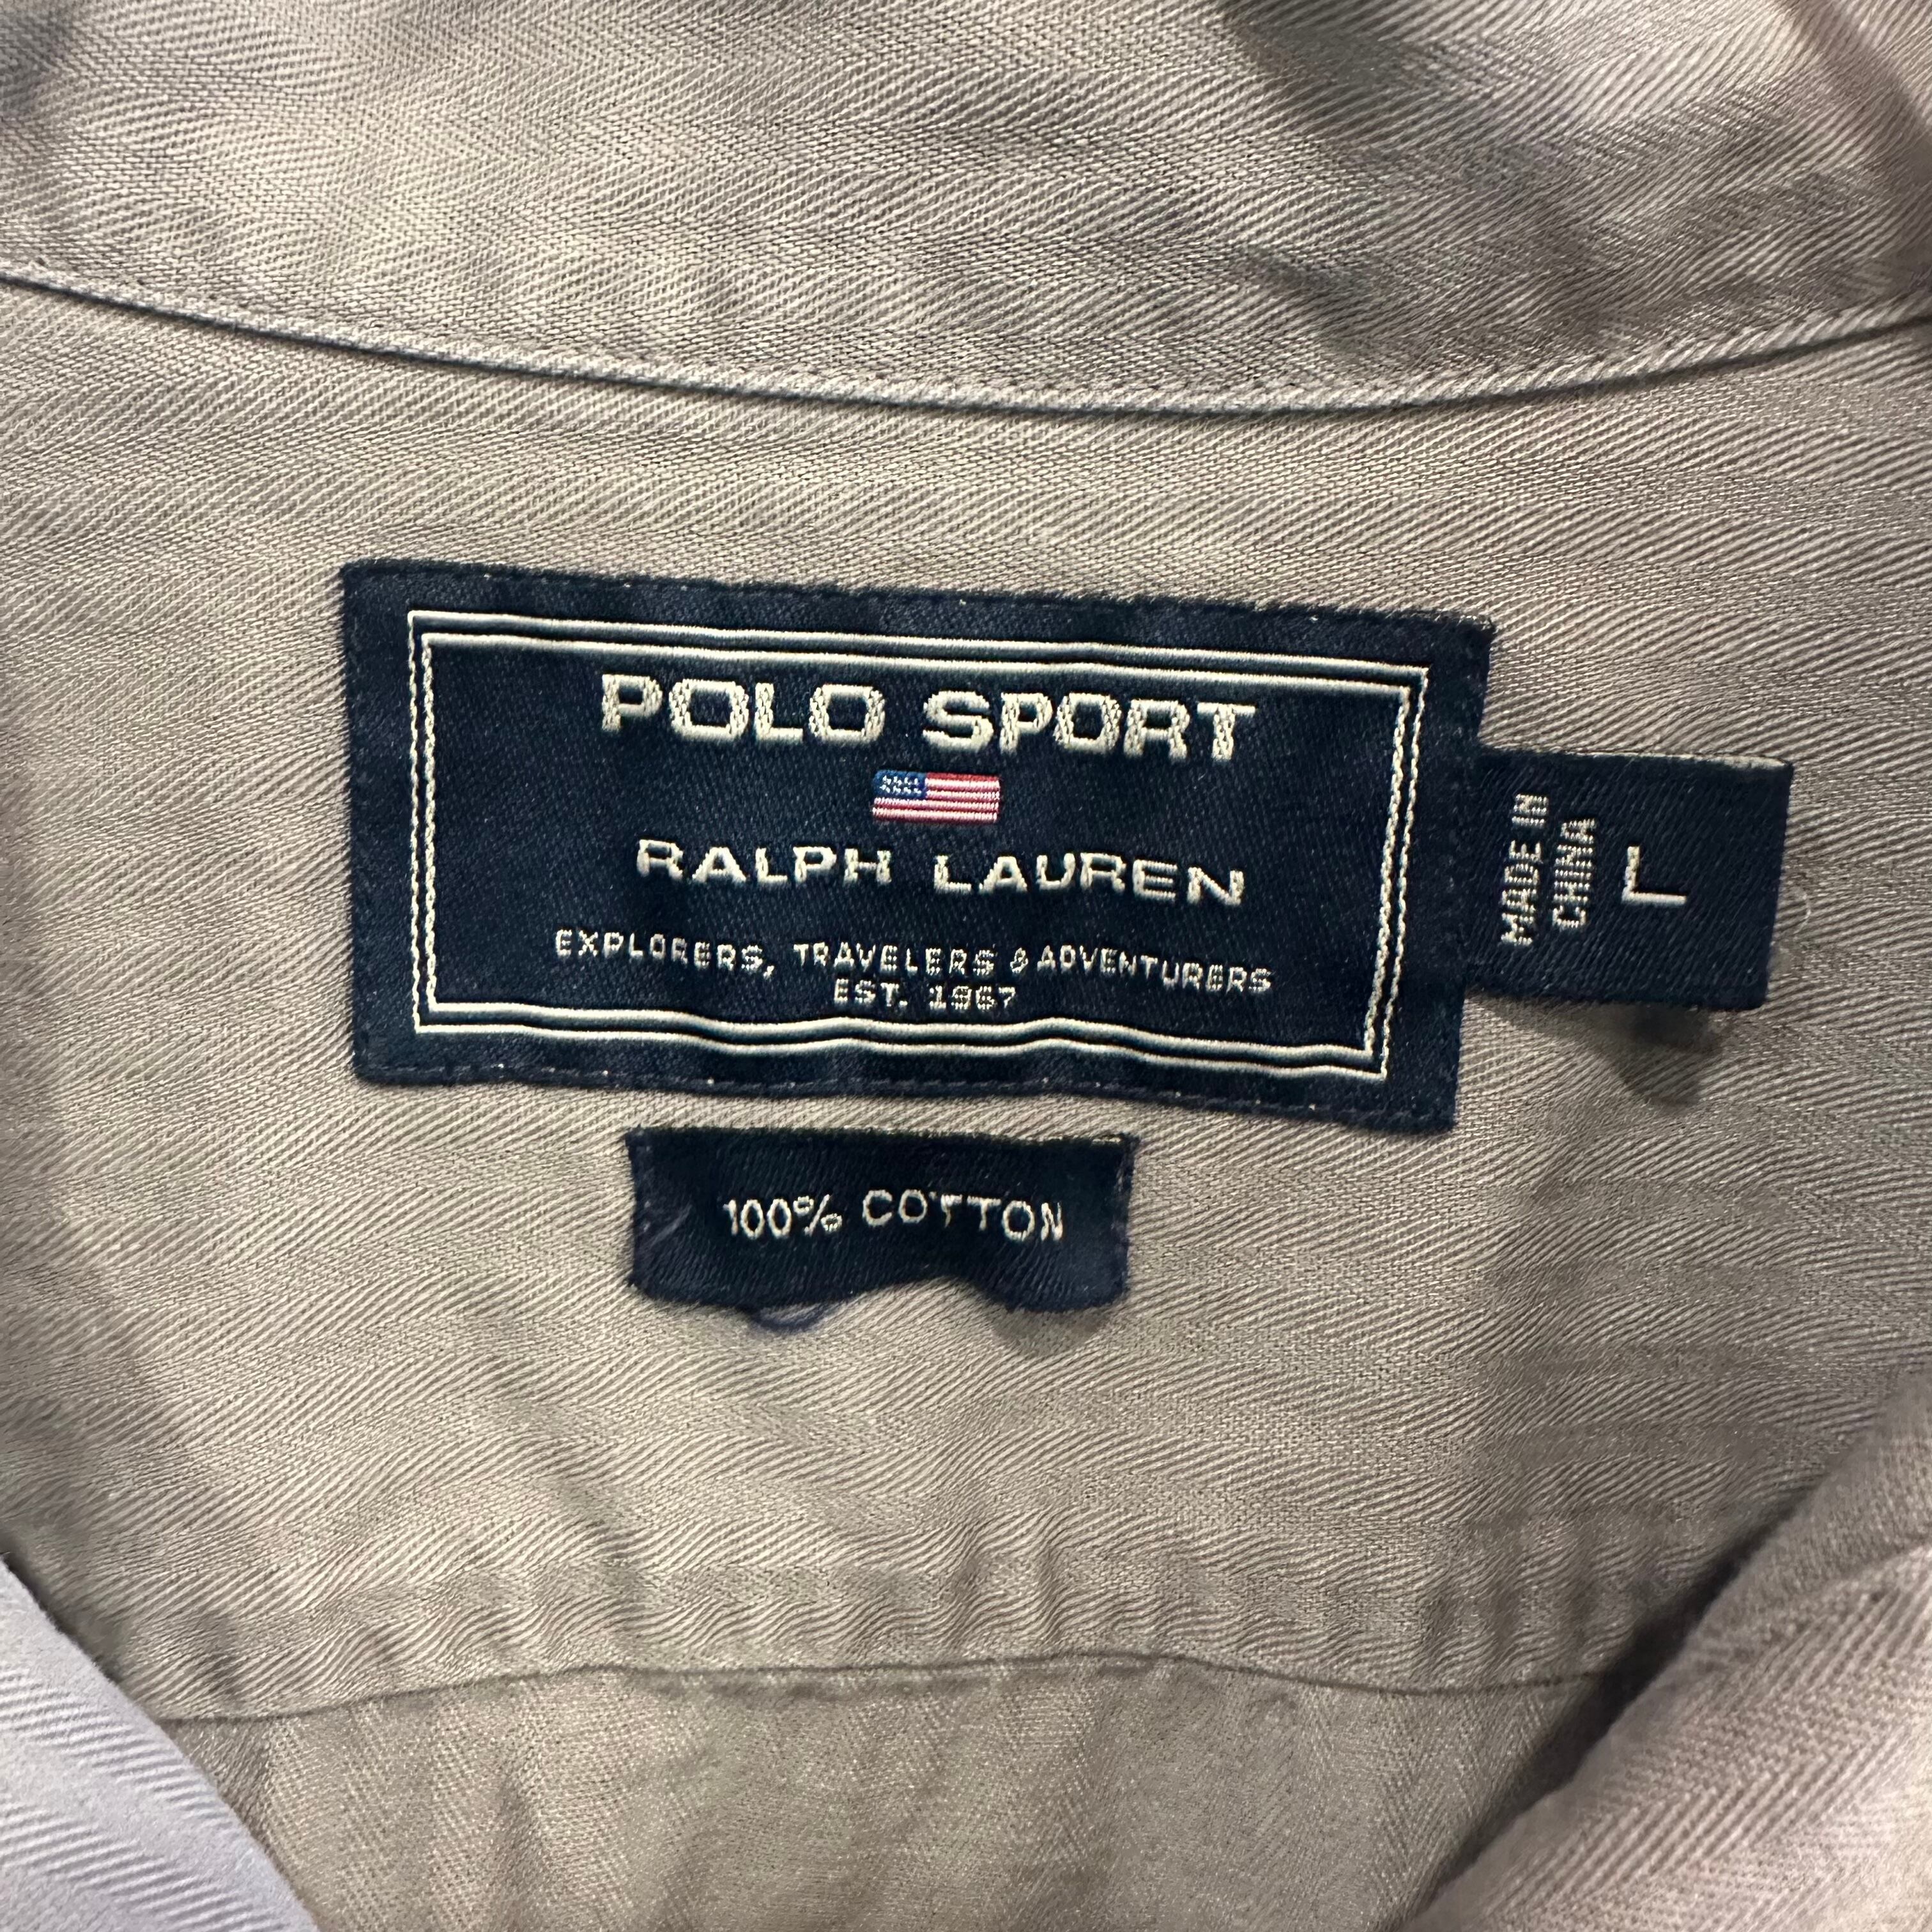 POLO SPORT
RALPH LAUREN
EXPLORERS, TRAVELERS & ADVENTURERS
EST. 1967
MADE IN
CHINA
L
100% COTTON